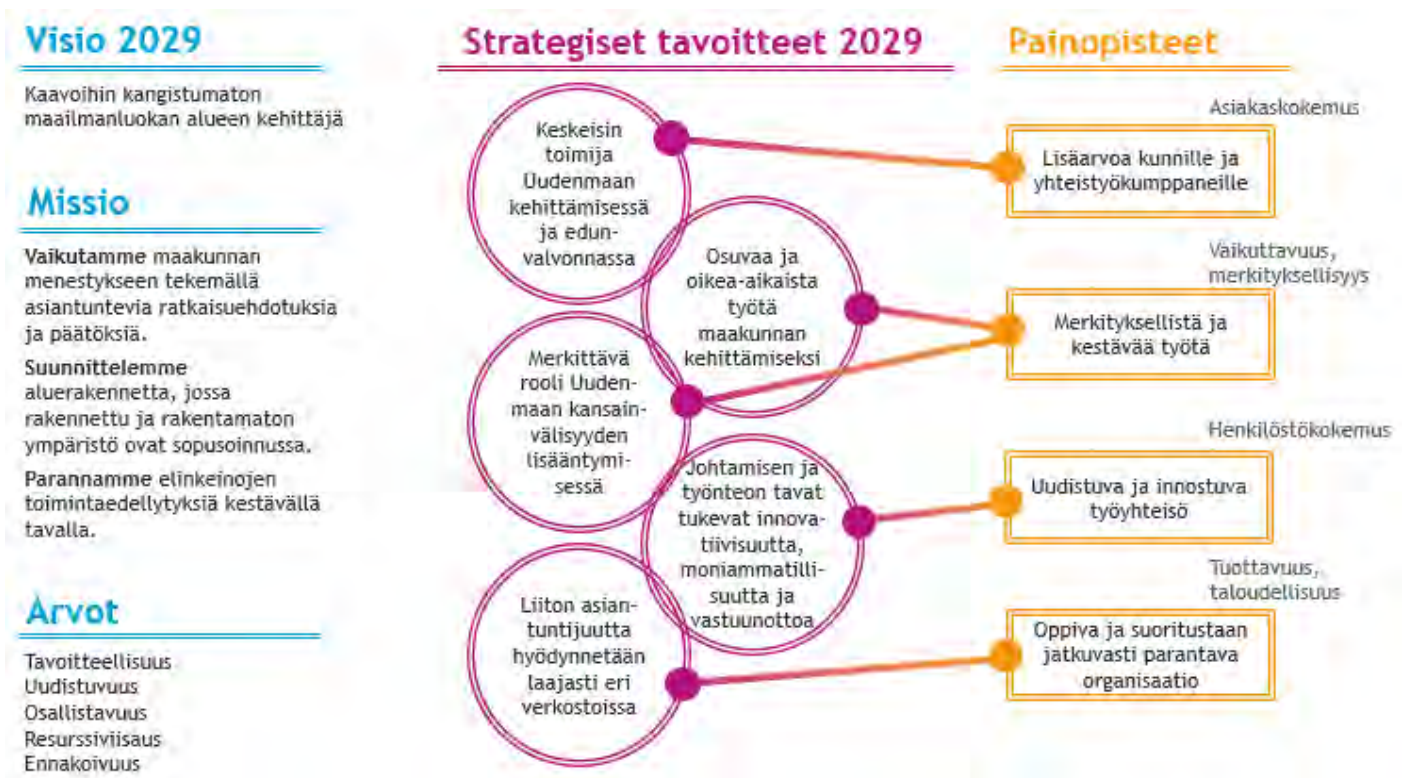 Visio 2029
Kaavoihin kangistumaton
maailmanluokan alueen kehittäjä
Missio
Vaikutamme maakunnan
menestykseen tekemällä
asiantuntevia ratkaisuehdotuksia
ja päätöksiä.
Suunnittelemme
aluerakennetta, jossa
rakennettu ja rakentamaton
ympäristö ovat sopusoinnussa.
Parannamme elinkeinojen
toimintaedellytyksiä kestävällä
tavalla.
Arvot
Tavoitteellisuus
Uudistuvuus
Osallistavuus
Resurssiviisaus
Ennakoivuus
Strategiset tavoitteet 2029
Keskeisin
toimija
Uudenmaan
kehittämisessä
ja edun-
valvonnassa
Osuvaa ja
oikea-aikaista
työtä
maakunnan
kehittämiseksi
Merkittävä
rooli Uuden-
maan kansain-
välisyyden
lisääntymi-
sessä
Johtamisen ja
työnteon tavat
tukevat innova-
tiivisuutta,
moniammatilli-
suutta ja
vastuunottoa
Liiton asian-
tuntijuutta
hyödynnetään
laajasti eri
verkostoissa
Painopisteet
Asiakaskokemus
Lisäarvoa kunnille ja
yhteistyökumppaneille
Vaikuttavuus,
merkityksellisyys
Merkityksellistä ja
kestävää työtä
Henkilöstökokemus
Uudistuva ja innostuva
työyhteisö
Tuottavuus,
taloudellisuus
Oppiva ja suoritustaan
jatkuvasti parantava
organisaatio